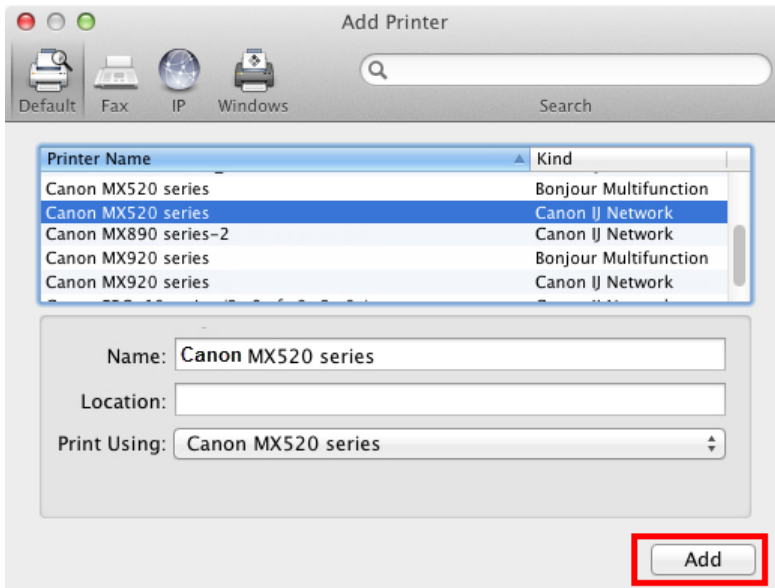 Add Printer
Default Fax IP Windows Search
Printer Name Kind
Canon MX520 series Bonjour Multifunction
Canon MX520 series Canon IJ Network
Canon MX890 series-2 Canon IJ Network
Canon MX920 series Bonjour Multifunction
Canon MX920 series Canon IJ Network
Name: Canon MX520 series
Location:
Print Using: Canon MX520 series
Add